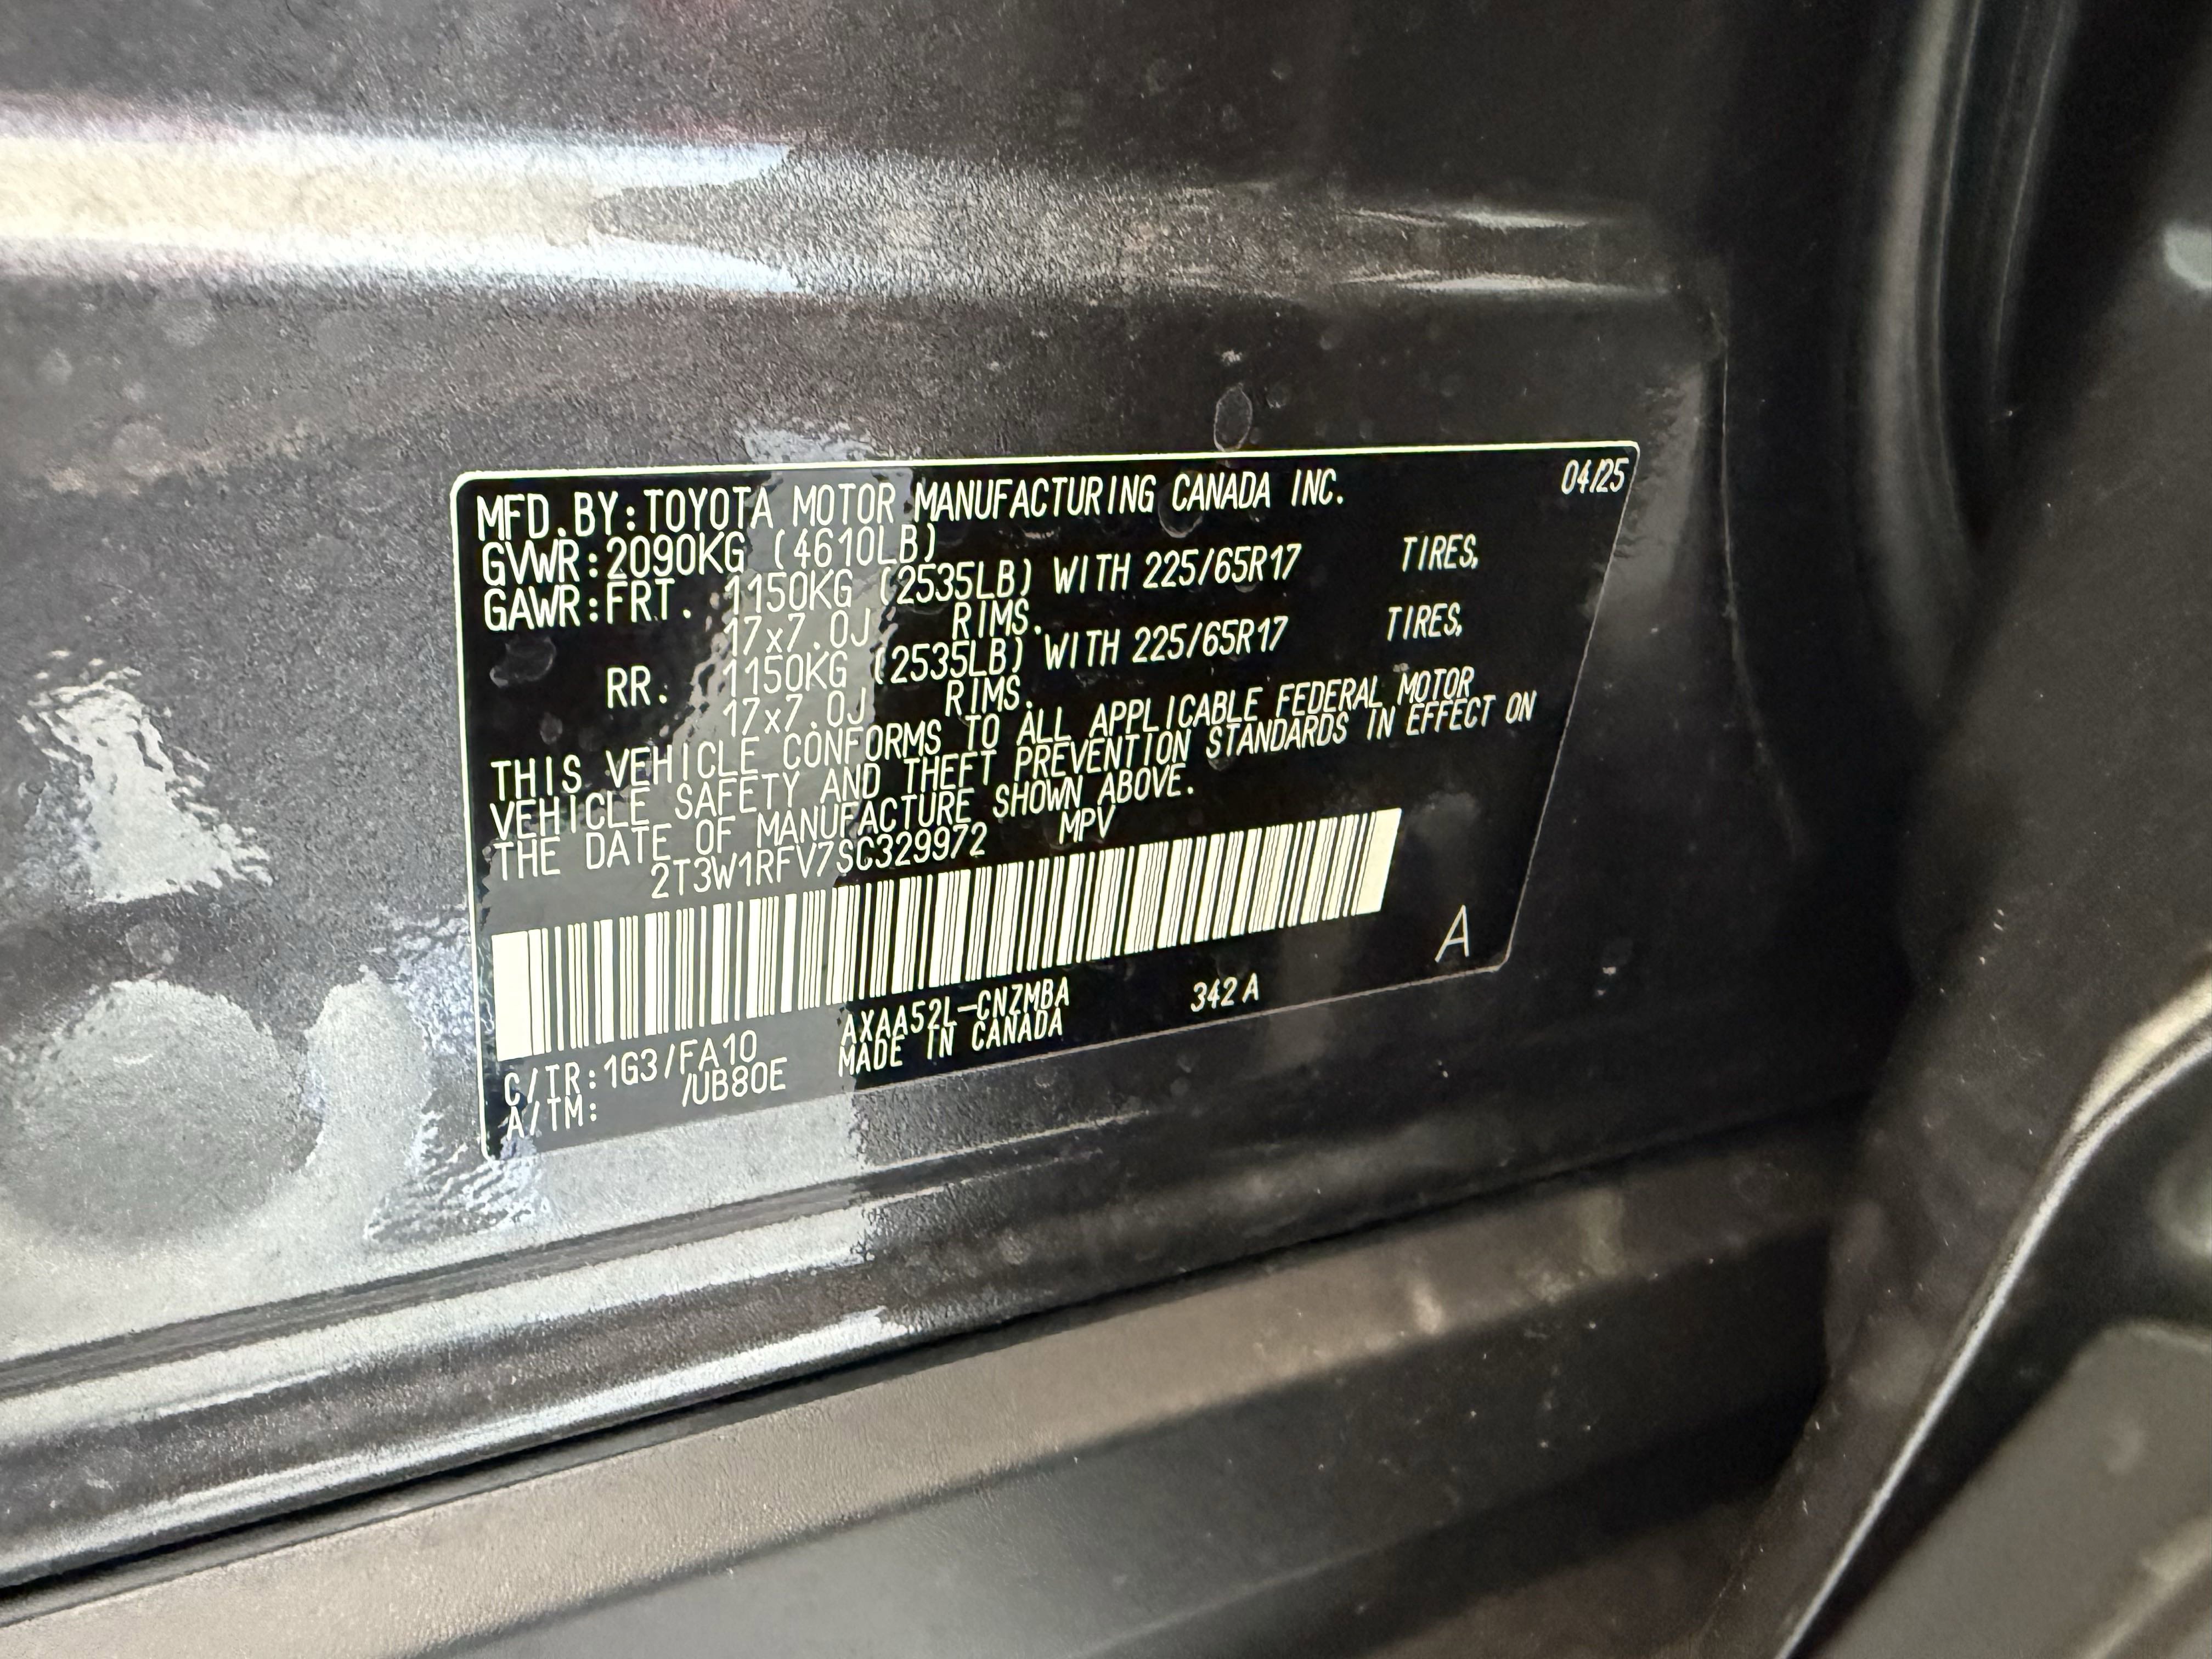 MFD.BY:TOYOTA MOTOR MANUFACTURING CANADA INC. 04/25
GVWR:2090KG (4610LB)
GAWR:FRT. 1150KG (2535LB) WITH 225/65R17 TIRES,
17x7.0J RIMS.
RR. 1150KG (2535LB) WITH 225/65R17 TIRES,
17x7.0J RIMS.
THIS VEHICLE CONFORMS TO ALL APPLICABLE FEDERAL MOTOR
VEHICLE SAFETY AND THEFT PREVENTION STANDARDS IN EFFECT ON
THE DATE OF MANUFACTURE SHOWN ABOVE.
2T3W1RFV7SC329972 MPV
A
C/TR:1G3/FA10 AXAA52L-CNZMBA 342A
A/TM: /UB80E MADE IN CANADA